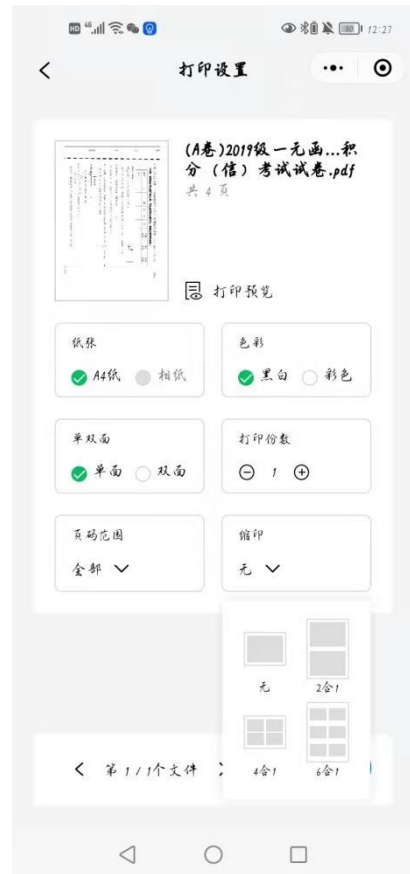 HD 46 12:27
打印设置
(A卷)2019级一元函...积
分（信）考试试卷.pdf
共 4 页
打印预览
纸张
A4纸 相纸
色彩
黑白 彩色
单双面
单面 双面
打印份数
1
页码范围
全部
缩印
无
无 2合1
4合1 6合1
第1/1个文件